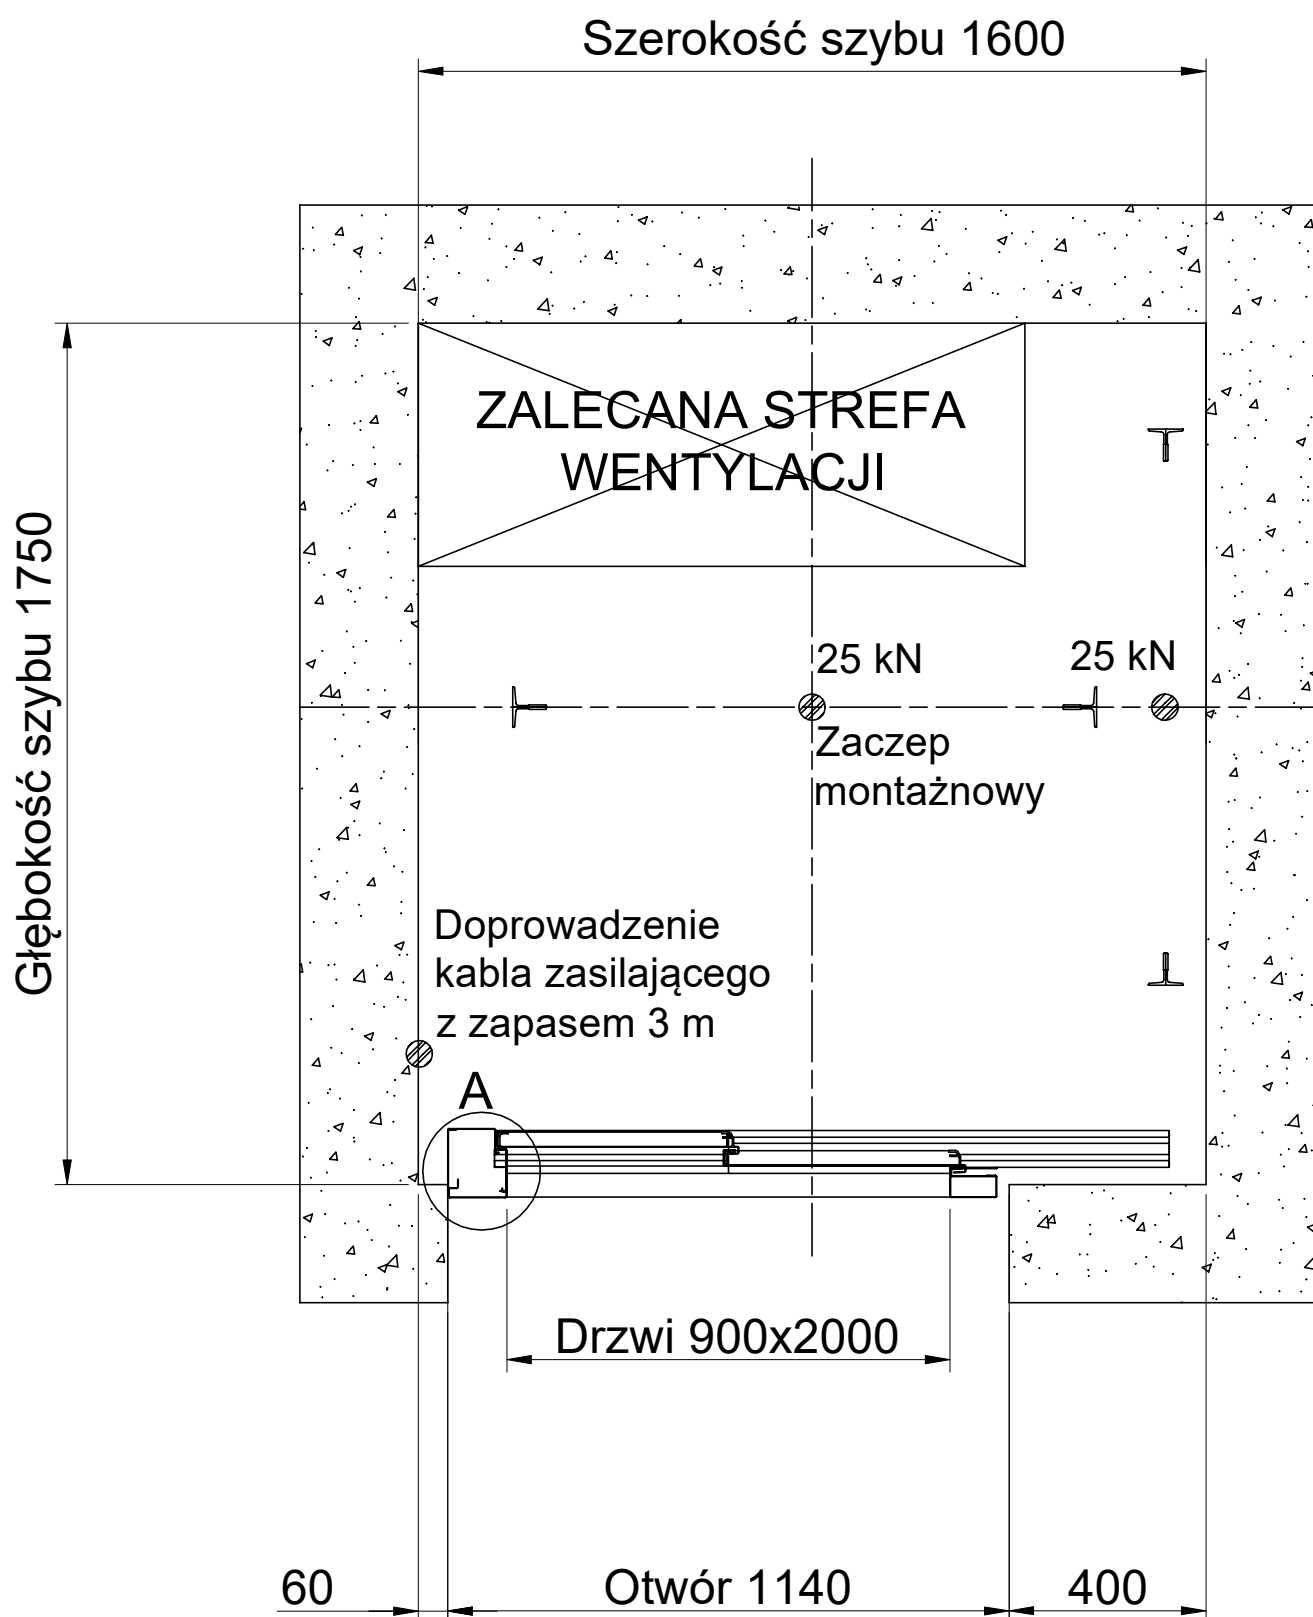 Szerokość szybu 1600
ZALECANA STREFA
WENTYLACJI
Głębokość szybu 1750
25 kN
25 kN
Zaczep
montażnowy
Doprowadzenie
kabla zasilającego
z zapasem 3 m
A
Drzwi 900x2000
60
Otwór 1140
400